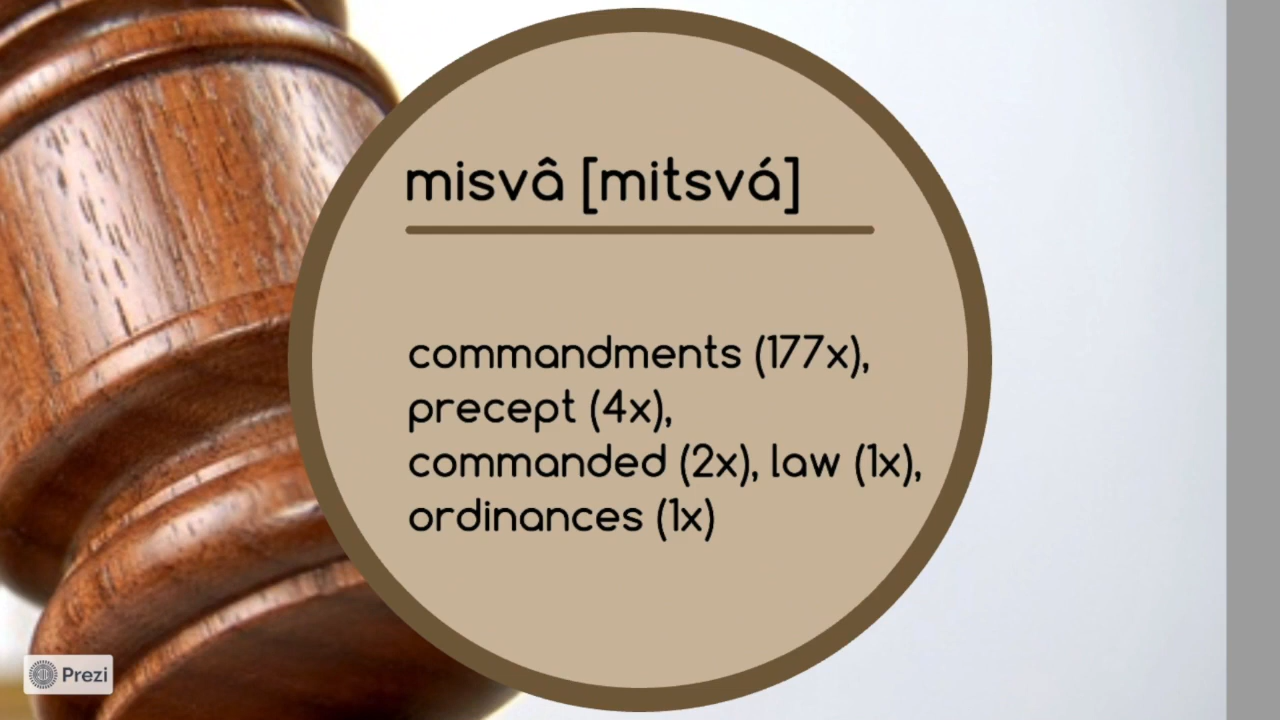 misvâ [mitsvá]
commandments (177x),
precept (4x),
commanded (2x), law (1x),
ordinances (1x)
Prezi